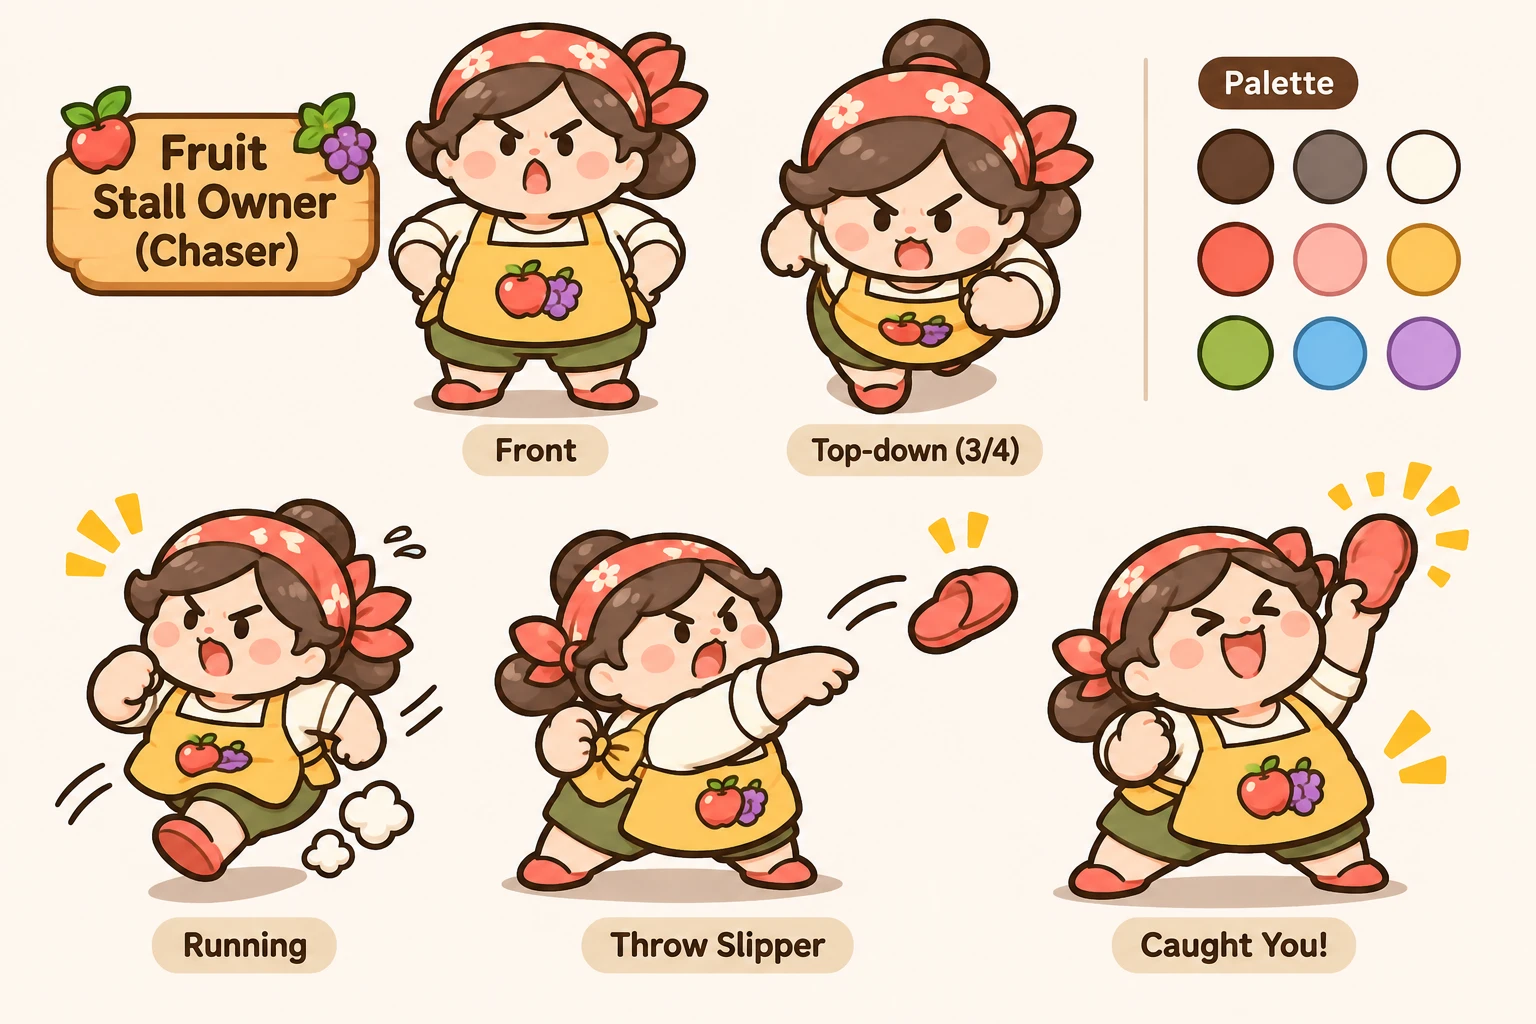 Fruit
Stall Owner
(Chaser)
Palette
Front
Top-down (3/4)
Running
Throw Slipper
Caught You!